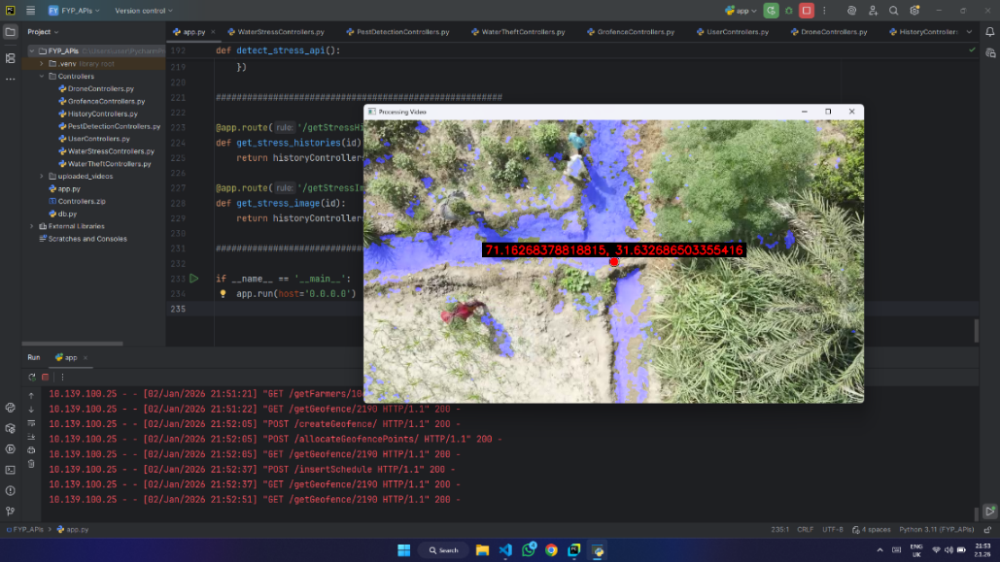 FYP_APIs
Version control
app
Project
app.py
WaterStressControllers.py
PestDetectionControllers.py
WaterTheftControllers.py
GrofenceControllers.py
UserControllers.py
DroneControllers.py
HistoryControllers
FYP_APIs
.venv library root
Controllers
DroneControllers.py
GrofenceControllers.py
HistoryControllers.py
PestDetectionControllers.py
UserControllers.py
WaterStressControllers.py
WaterTheftControllers.py
uploaded_videos
app.py
Controllers.zip
db.py
External Libraries
Scratches and Consoles
192 def detect_stress_api():
219 })
220
221 ####################################################
222
223 @app.route( rule: '/getStressHi
224 def get_stress_histories(id)
225 return historyController
226
227 @app.route( rule: '/getStressIm
228 def get_stress_image(id):
229 return historyController
230
231
232
233 if __name__ == '__main__':
234 app.run(host='0.0.0.0')
235
Processing Video
71.16268378818815, 31.632686503355416
Run
app
10.139.100.25 - - [02/Jan/2026 21:51:21] "GET /getFarmers/10
10.139.100.25 - - [02/Jan/2026 21:51:22] "GET /getGeofence/2190 HTTP/1.1" 200 -
10.139.100.25 - - [02/Jan/2026 21:52:05] "POST /createGeofence/ HTTP/1.1" 200 -
10.139.100.25 - - [02/Jan/2026 21:52:05] "POST /allocateGeofencePoints/ HTTP/1.1" 200 -
10.139.100.25 - - [02/Jan/2026 21:52:05] "GET /getGeofence/2190 HTTP/1.1" 200 -
10.139.100.25 - - [02/Jan/2026 21:52:37] "POST /insertSchedule HTTP/1.1" 200 -
10.139.100.25 - - [02/Jan/2026 21:52:37] "GET /getGeofence/2190 HTTP/1.1" 200 -
10.139.100.25 - - [02/Jan/2026 21:52:51] "GET /getGeofence/2190 HTTP/1.1" 200 -
FYP_APIs > app.py
235:1 CRLF UTF-8 4 spaces Python 3.11 (FYP_APIs)
Search
ENG
UK
21:53
2.1.26